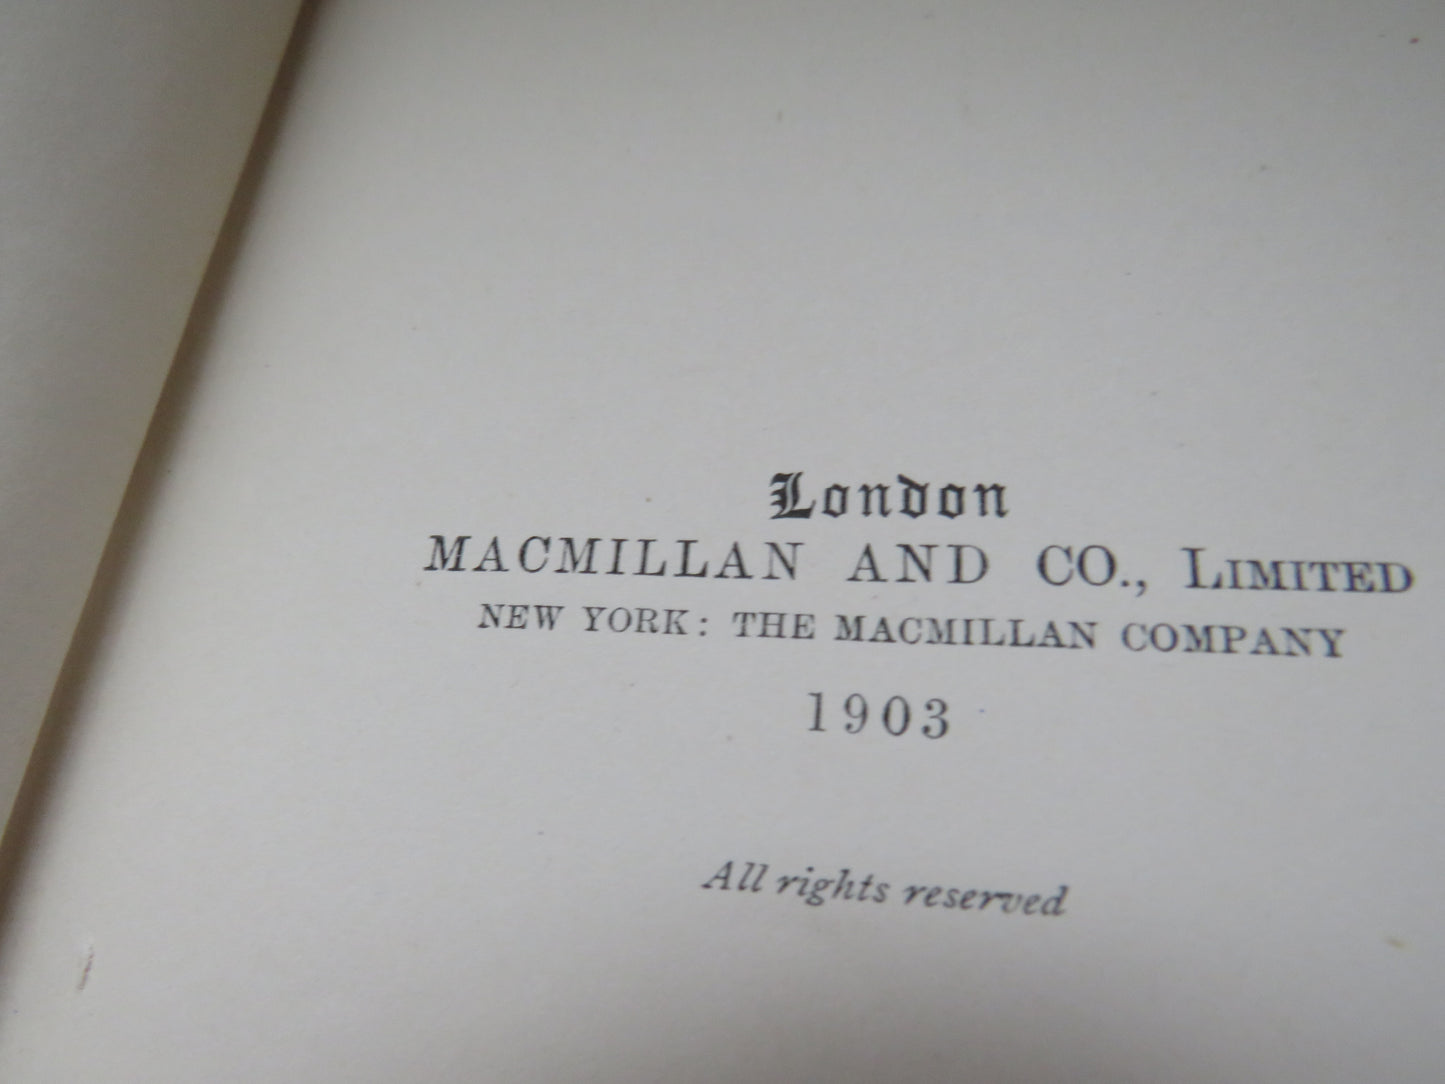 London
MACMILLAN AND CO., LIMITED
NEW YORK: THE MACMILLAN COMPANY
1903
All rights reserved